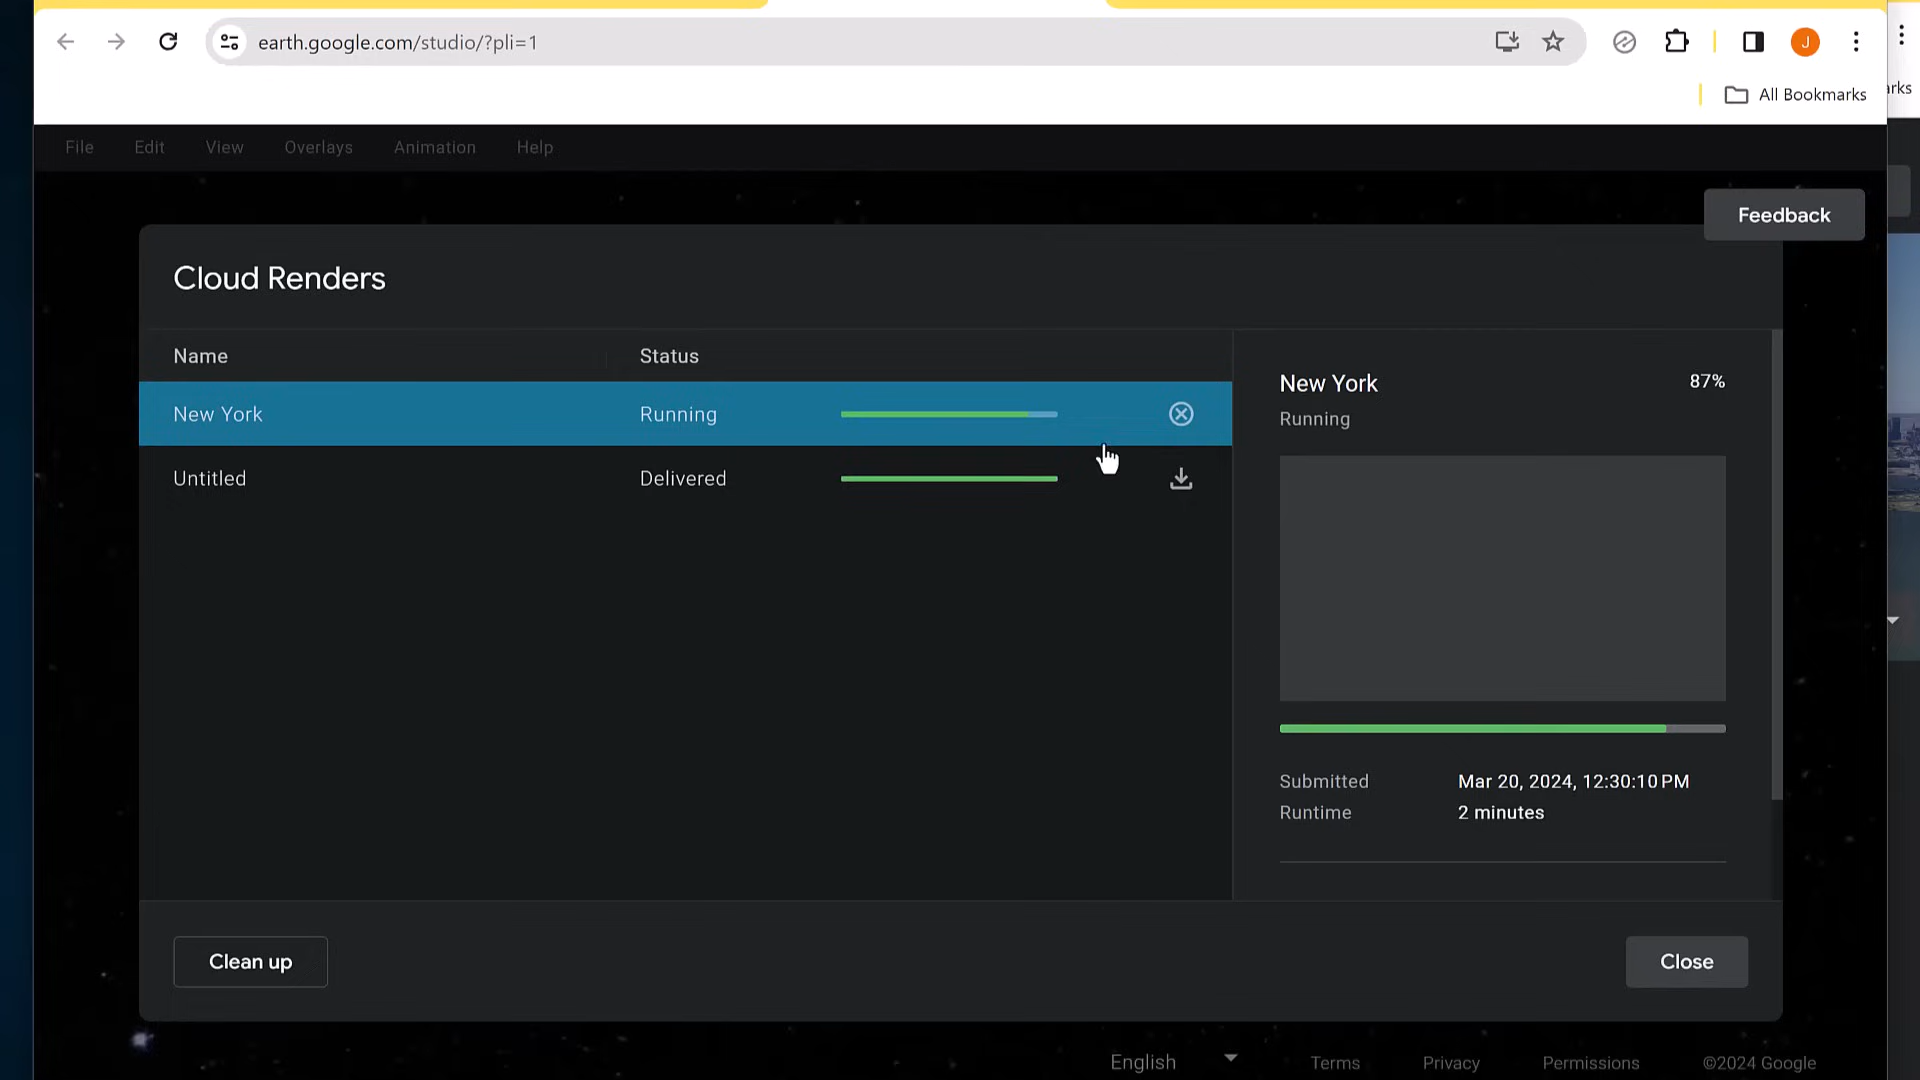 earth.google.com/studio/?pli=1
J
All Bookmarks
rks
File Edit View Overlays Animation Help
Feedback
Cloud Renders
Name Status
New York Running
Untitled Delivered
New York 87%
Running
Submitted Mar 20, 2024, 12:30:10 PM
Runtime 2 minutes
Clean up
Close
English Terms Privacy Permissions ©2024 Google